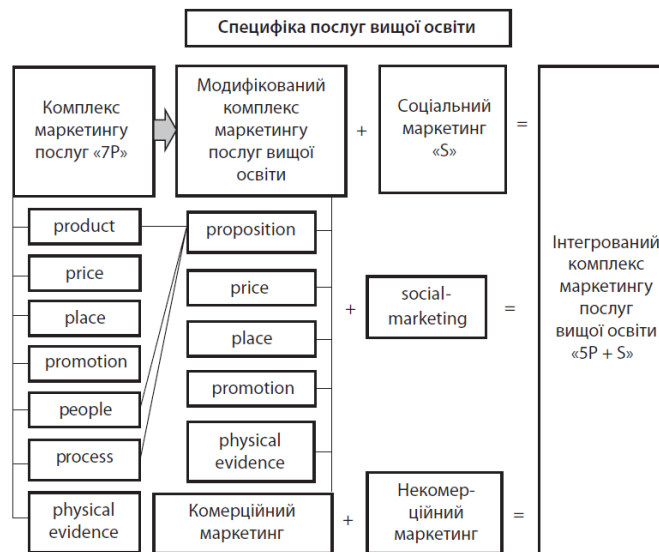 Специфіка послуг вищої освіти
Комплекс
маркетингу
послуг «7P»
Модифікований
комплекс
маркетингу
послуг вищої
освіти
+
Соціальний
маркетинг
«S»
=
product
price
place
promotion
people
process
physical
evidence
proposition
price
place
promotion
physical
evidence
+
social-
marketing
=
Інтегрований
комплекс
маркетингу
послуг
вищої освіти
«5P + S»
Комерційний
маркетинг
+
Некомер-
ційний
маркетинг
=